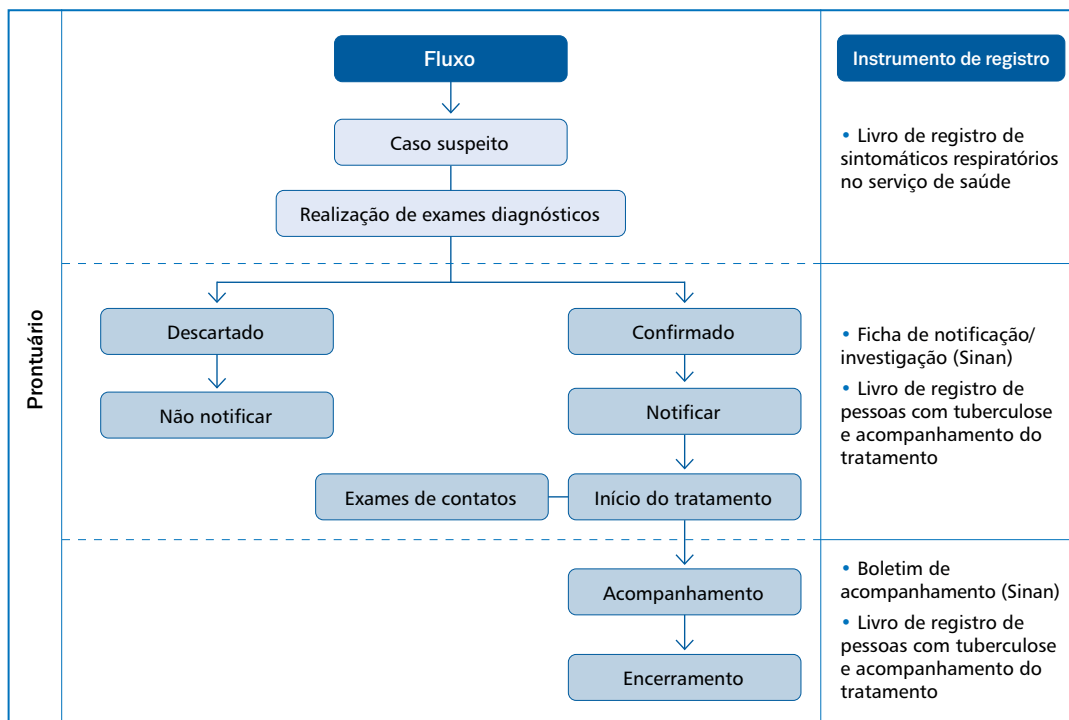 Prontuário
Fluxo
Instrumento de registro
Caso suspeito
Realização de exames diagnósticos
• Livro de registro de
sintomáticos respiratórios
no serviço de saúde
Descartado
Confirmado
Não notificar
Notificar
Exames de contatos
Início do tratamento
• Ficha de notificação/
investigação (Sinan)
• Livro de registro de
pessoas com tuberculose
e acompanhamento do
tratamento
Acompanhamento
Encerramento
• Boletim de
acompanhamento (Sinan)
• Livro de registro de
pessoas com tuberculose
e acompanhamento do
tratamento